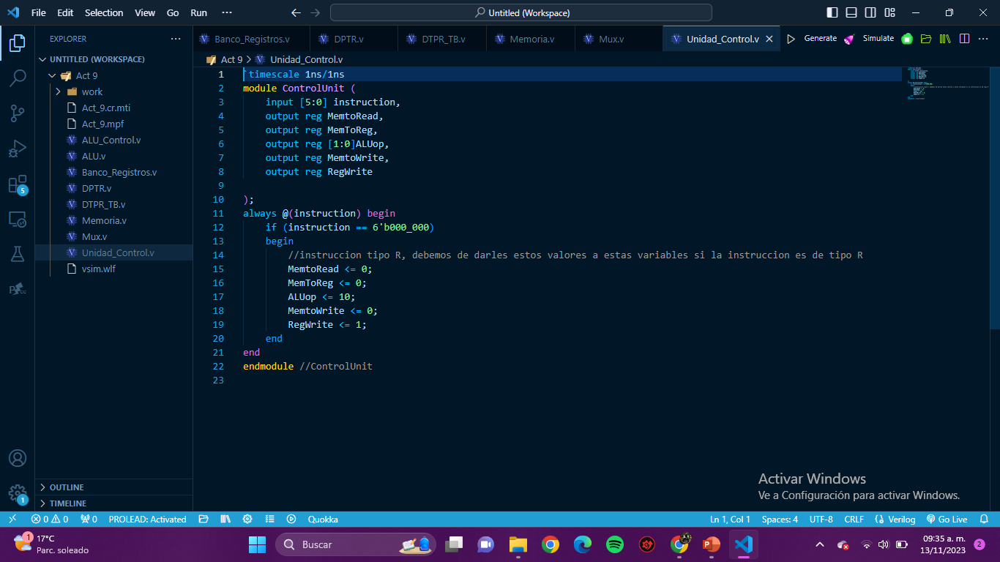 File Edit Selection View Go Run ··· Untitled (Workspace)
EXPLORER ···
UNTITLED (WORKSPACE)
Act 9
work
Act_9.cr.mti
Act_9.mpf
ALU_Control.v
ALU.v
Banco_Registros.v
DPTR.v
DTPR_TB.v
Memoria.v
Mux.v
Unidad_Control.v
vsim.wlf
OUTLINE
TIMELINE
5
1
Banco_Registros.v DPTR.v DTPR_TB.v Memoria.v Mux.v Unidad_Control.v Generate Simulate ···
Act 9 > Unidad_Control.v
1 `timescale 1ns/1ns
2 module ControlUnit (
3 input [5:0] instruction,
4 output reg MemtoRead,
5 output reg MemToReg,
6 output reg [1:0]ALUop,
7 output reg MemtoWrite,
8 output reg RegWrite
9
10 );
11 always @(instruction) begin
12 if (instruction == 6'b000_000)
13 begin
14 //instruccion tipo R, debemos de darles estos valores a estas variables si la instruccion es de tipo R
15 MemtoRead <= 0;
16 MemToReg <= 0;
17 ALUop <= 10;
18 MemtoWrite <= 0;
19 RegWrite <= 1;
20 end
21 end
22 endmodule //ControlUnit
23
Activar Windows
Ve a Configuración para activar Windows.
0 0 0 PROLEAD: Activated Quokka Ln 1, Col 1 Spaces: 4 UTF-8 CRLF Verilog Go Live
1 17°C
Parc. soleado
Buscar
09:35 a. m.
13/11/2023 2